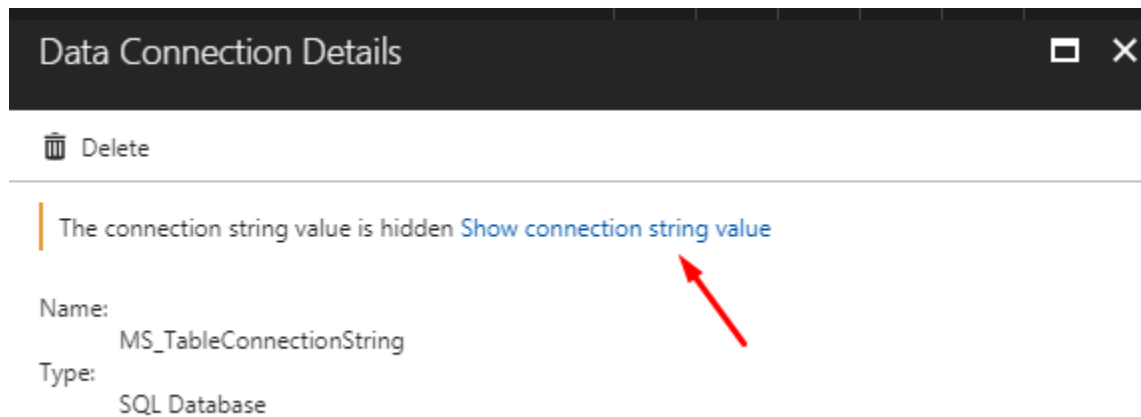 Data Connection Details
Delete
The connection string value is hidden Show connection string value
Name:
MS_TableConnectionString
Type:
SQL Database